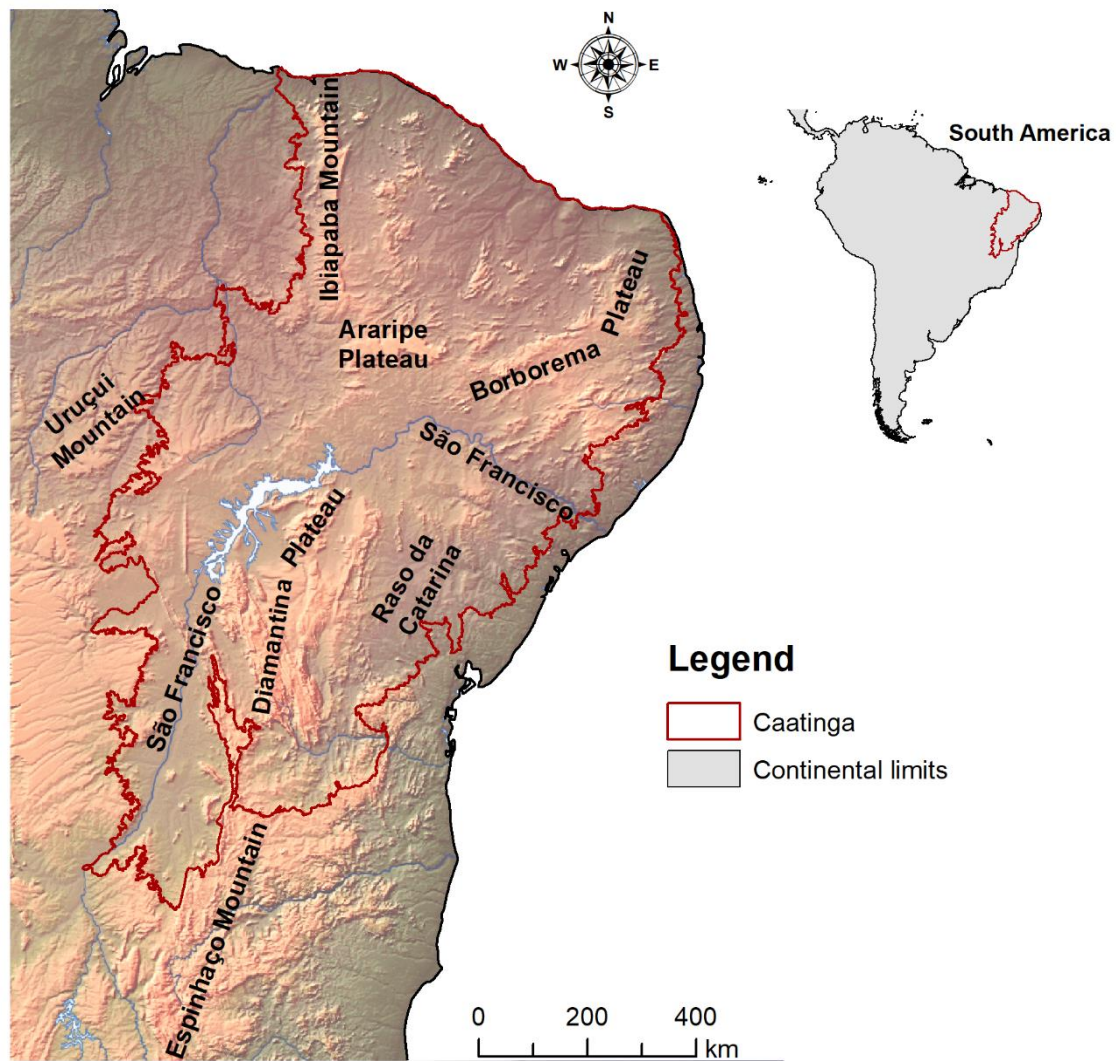 N
W E
S
South America
Ibiapaba Mountain
Araripe
Plateau
Borborema Plateau
Uruçui
Mountain
São Francisco
Diamantina Plateau
Raso da
Catarina
São Francisco
Espinhaço Mountain
Legend
Caatinga
Continental limits
0 200 400
km